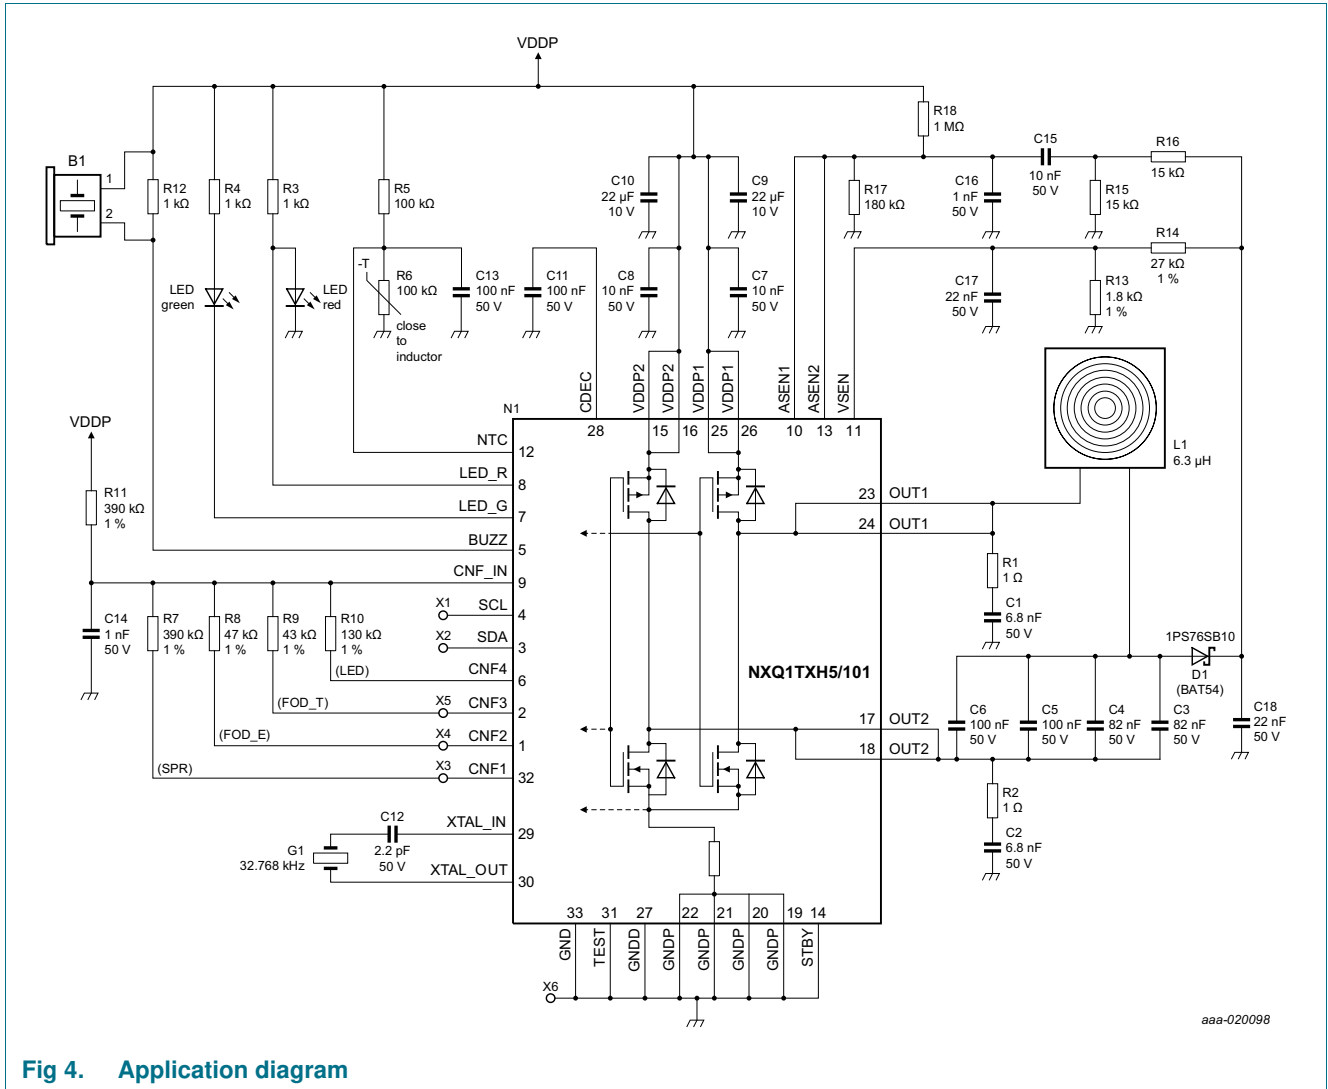 VDDP
B1
1
2
R12
1 kΩ
R4
1 kΩ
R3
1 kΩ
R5
100 kΩ
LED
green
LED
red
-T
R6
100 kΩ
close
to
inductor
C13
100 nF
50 V
C11
100 nF
50 V
C10
22 µF
10 V
C9
22 µF
10 V
C8
10 nF
50 V
C7
10 nF
50 V
R18
1 MΩ
R17
180 kΩ
C16
1 nF
50 V
C15
10 nF
50 V
R15
15 kΩ
R16
15 kΩ
R14
27 kΩ
1 %
C17
22 nF
50 V
R13
1.8 kΩ
1 %
L1
6.3 µH
N1
CDEC
VDDP2
VDDP2
VDDP1
VDDP1
ASEN1
ASEN2
VSEN
28
15
16
25
26
10
13
11
VDDP
R11
390 kΩ
1 %
C14
1 nF
50 V
R7
390 kΩ
1 %
R8
47 kΩ
1 %
R9
43 kΩ
1 %
R10
130 kΩ
1 %
(LED)
(FOD_T)
(FOD_E)
(SPR)
NTC
12
LED_R
8
LED_G
7
BUZZ
5
CNF_IN
9
X1
SCL
4
X2
SDA
3
CNF4
6
X5
CNF3
2
X4
CNF2
1
X3
CNF1
32
XTAL_IN
29
XTAL_OUT
30
C12
2.2 pF
50 V
G1
32.768 kHz
NXQ1TXH5/101
23
OUT1
24
OUT1
R1
1 Ω
C1
6.8 nF
50 V
17
OUT2
18
OUT2
C6
100 nF
50 V
C5
100 nF
50 V
C4
82 nF
50 V
C3
82 nF
50 V
1PS76SB10
D1
(BAT54)
C18
22 nF
50 V
R2
1 Ω
C2
6.8 nF
50 V
33
31
27
22
21
20
19
14
GND
TEST
GNDD
GNDP
GNDP
GNDP
GNDP
STBY
X6
aaa-020098
Fig 4. Application diagram